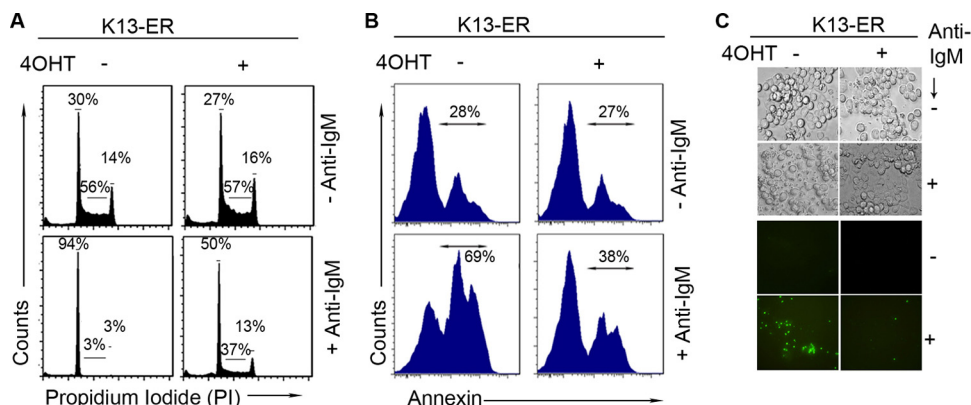 A
K13-ER
4OHT - +
30%
14%
56%
27%
16%
57%
- Anti-IgM
94%
3%
3%
50%
13%
37%
+ Anti-IgM
Counts
Propidium Iodide (PI)
B
K13-ER
4OHT - +
28%
27%
- Anti-IgM
69%
38%
+ Anti-IgM
Counts
Annexin
C
K13-ER
4OHT - +
Anti-
IgM
-
+
-
+